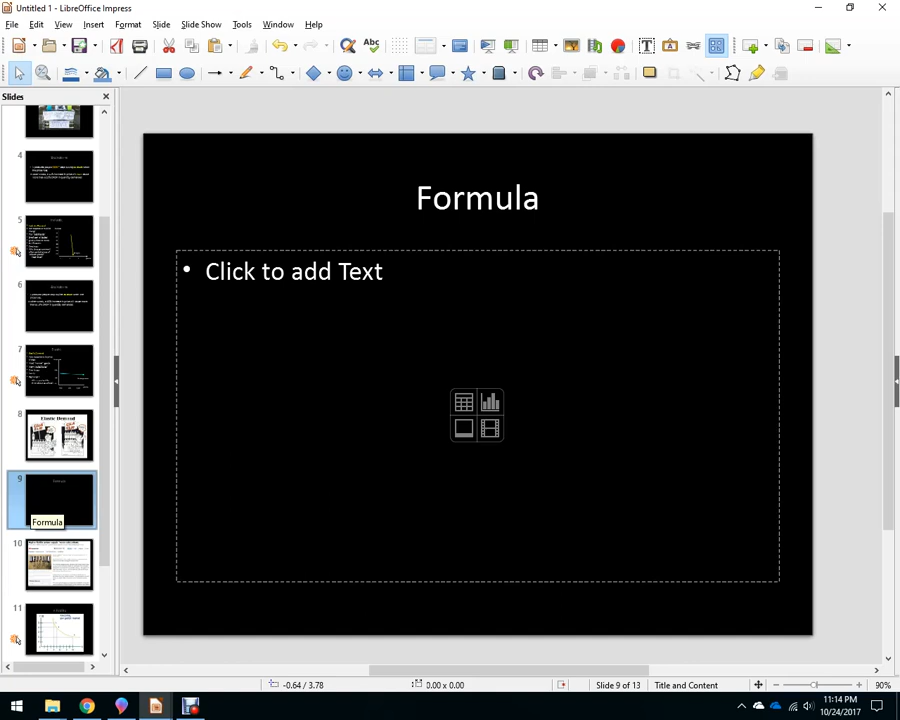 Untitled 1 - LibreOffice Impress
File Edit View Insert Format Slide Slide Show Tools Window Help
Slides
4
5
6
7
8
Elastic Demand
9
Formula
10
11
Formula
Click to add Text
-0.64 / 3.78
0.00 x 0.00
Slide 9 of 13
Title and Content
90%
11:14 PM
10/24/2017